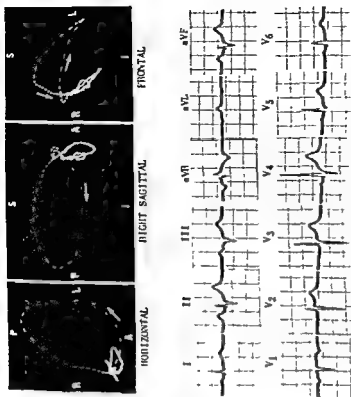 P S S
R L P A R L
A I I
HORIZONTAL RIGHT SAGITTAL FRONTAL
I II III aVR aVL aVF
V1 V2 V3 V4 V5 V6